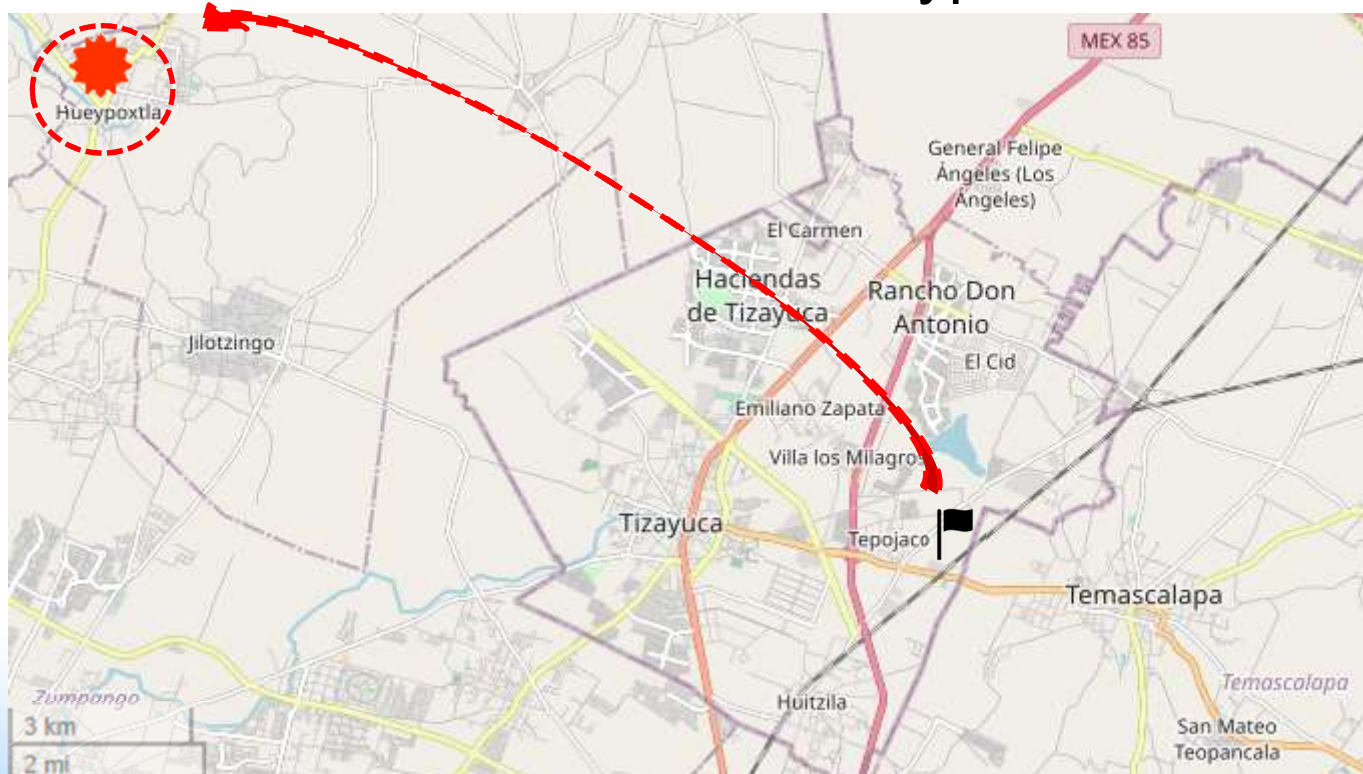 MEX 85
Hueypoxtla
General Felipe
Ángeles (Los
Ángeles)
El Carmen
Haciendas
de Tizayuca
Rancho Don
Antonio
Jilotzingo
El Cid
Emiliano Zapata
Villa los Milagros
Tizayuca
Tepojaco
Temascalapa
Zumpango
Huitzila
Temascalapa
San Mateo
Teopancala
3 km
2 mi